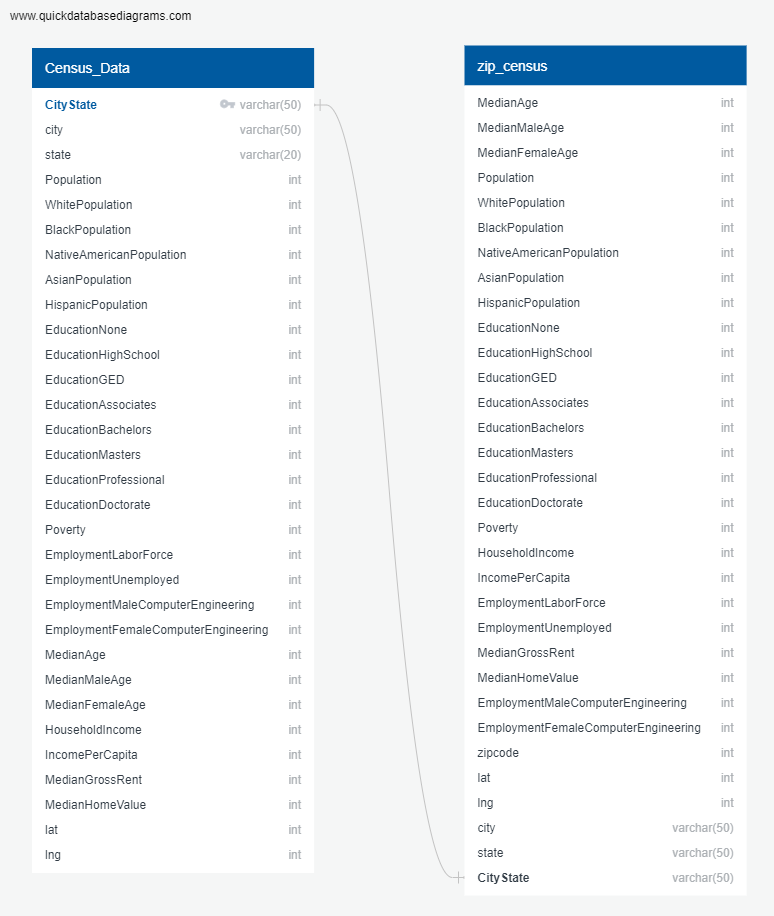 www.quickdatabasediagrams.com
Census_Data
CityState varchar(50)
city varchar(50)
state varchar(20)
Population int
WhitePopulation int
BlackPopulation int
NativeAmericanPopulation int
AsianPopulation int
HispanicPopulation int
EducationNone int
EducationHighSchool int
EducationGED int
EducationAssociates int
EducationBachelors int
EducationMasters int
EducationProfessional int
EducationDoctorate int
Poverty int
EmploymentLaborForce int
EmploymentUnemployed int
EmploymentMaleComputerEngineering int
EmploymentFemaleComputerEngineering int
MedianAge int
MedianMaleAge int
MedianFemaleAge int
HouseholdIncome int
IncomePerCapita int
MedianGrossRent int
MedianHomeValue int
lat int
lng int
zip_census
MedianAge int
MedianMaleAge int
MedianFemaleAge int
Population int
WhitePopulation int
BlackPopulation int
NativeAmericanPopulation int
AsianPopulation int
HispanicPopulation int
EducationNone int
EducationHighSchool int
EducationGED int
EducationAssociates int
EducationBachelors int
EducationMasters int
EducationProfessional int
EducationDoctorate int
Poverty int
HouseholdIncome int
IncomePerCapita int
EmploymentLaborForce int
EmploymentUnemployed int
MedianGrossRent int
MedianHomeValue int
EmploymentMaleComputerEngineering int
EmploymentFemaleComputerEngineering int
zipcode int
lat int
lng int
city varchar(50)
state varchar(50)
CityState varchar(50)